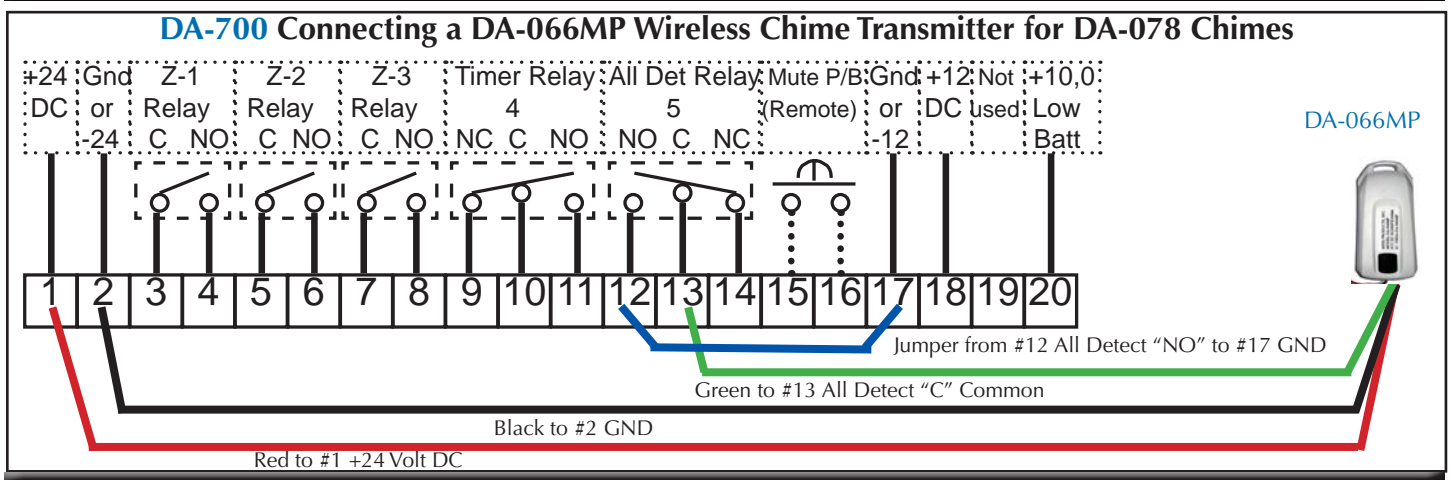 DA-700 Connecting a DA-066MP Wireless Chime Transmitter for DA-078 Chimes
+24 Gnd Z-1 Z-2 Z-3 Timer Relay All Det Relay Mute P/B Gnd +12 Not +10,0
DC or Relay Relay Relay 4 5 (Remote) or DC used Low
-24 C NO C NO C NO NC C NO NO C NC -12 Batt
DA-066MP
1 2 3 4 5 6 7 8 9 10 11 12 13 14 15 16 17 18 19 20
Jumper from #12 All Detect “NO” to #17 GND
Green to #13 All Detect “C” Common
Black to #2 GND
Red to #1 +24 Volt DC